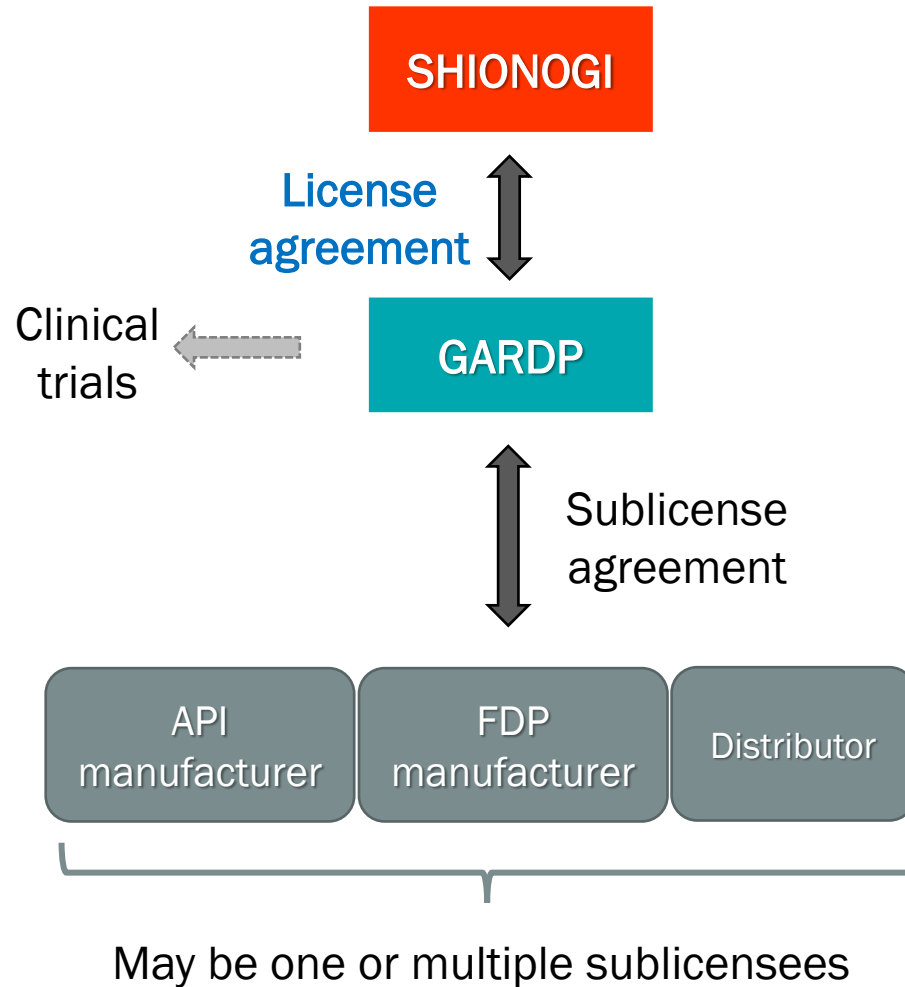 SHIONOGI
License
agreement
Clinical
trials
GARDP
Sublicense
agreement
API
manufacturer
FDP
manufacturer
Distributor
May be one or multiple sublicensees